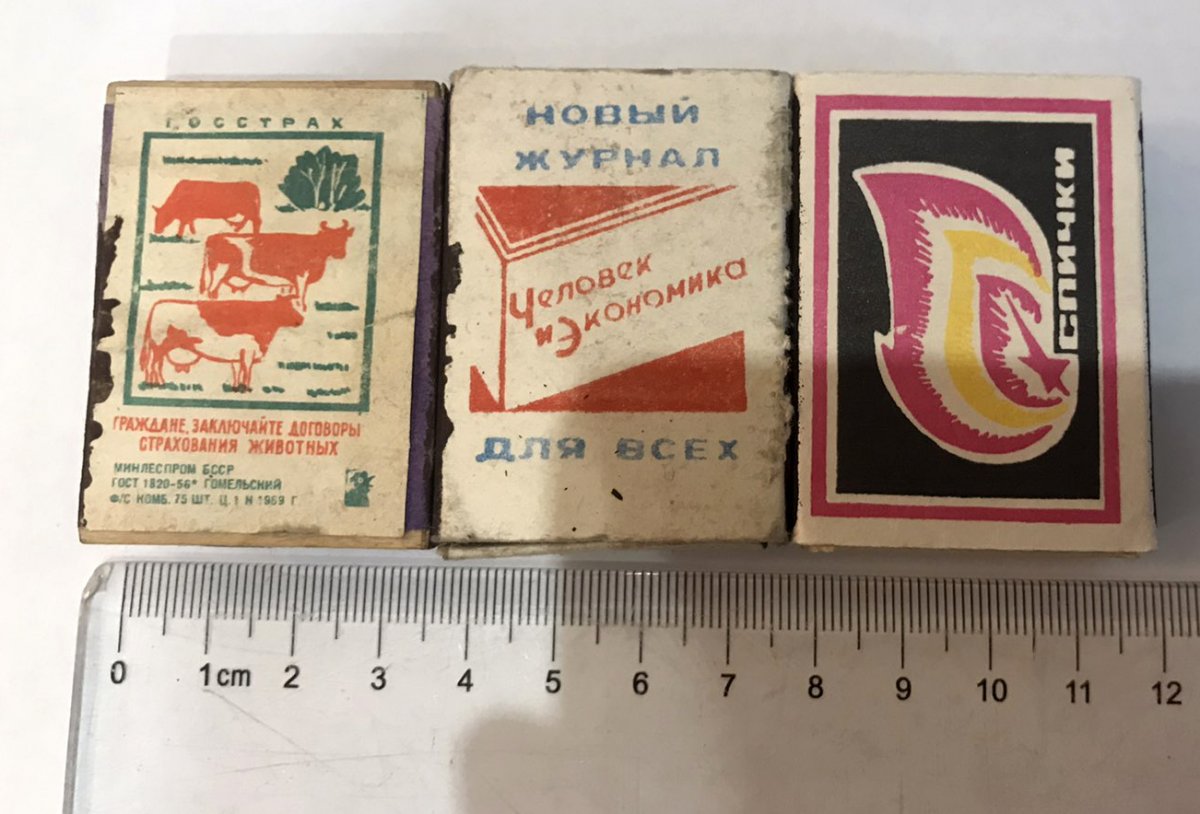 ГОССТРАХ
ГРАЖДАНЕ, ЗАКЛЮЧАЙТЕ ДОГОВОРЫ
СТРАХОВАНИЯ ЖИВОТНЫХ
МИНЛЕСПРОМ БССР
ГОСТ 1820-56* ГОМЕЛЬСКИЙ
Ф/С КОМБ. 75 ШТ. Ц. 1 К 1969 Г.
НОВЫЙ
ЖУРНАЛ
Человек
и Экономика
ДЛЯ ВСЕХ
СПИЧКИ
0 1cm 2 3 4 5 6 7 8 9 10 11 12